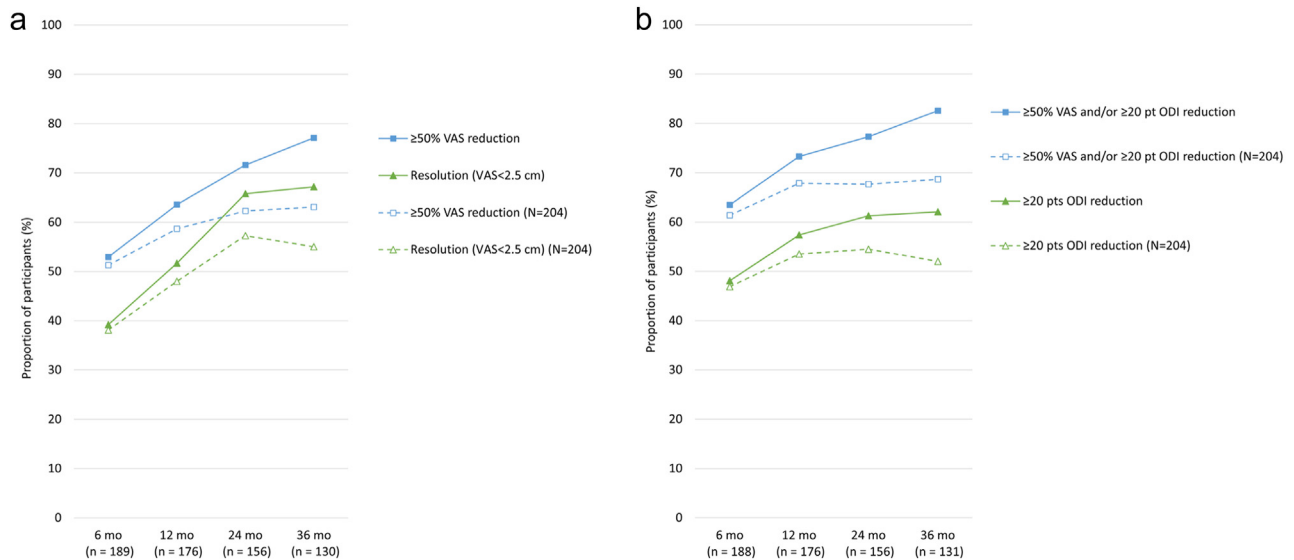 a
Proportion of participants (%)
100
90
80
70
60
50
40
30
20
10
0
6 mo
(n = 189)
12 mo
(n = 176)
24 mo
(n = 156)
36 mo
(n = 130)
≥50% VAS reduction
Resolution (VAS<2.5 cm)
≥50% VAS reduction (N=204)
Resolution (VAS<2.5 cm) (N=204)
b
Proportion of participants (%)
100
90
80
70
60
50
40
30
20
10
0
6 mo
(n = 188)
12 mo
(n = 176)
24 mo
(n = 156)
36 mo
(n = 131)
≥50% VAS and/or ≥20 pt ODI reduction
≥50% VAS and/or ≥20 pt ODI reduction (N=204)
≥20 pts ODI reduction
≥20 pts ODI reduction (N=204)